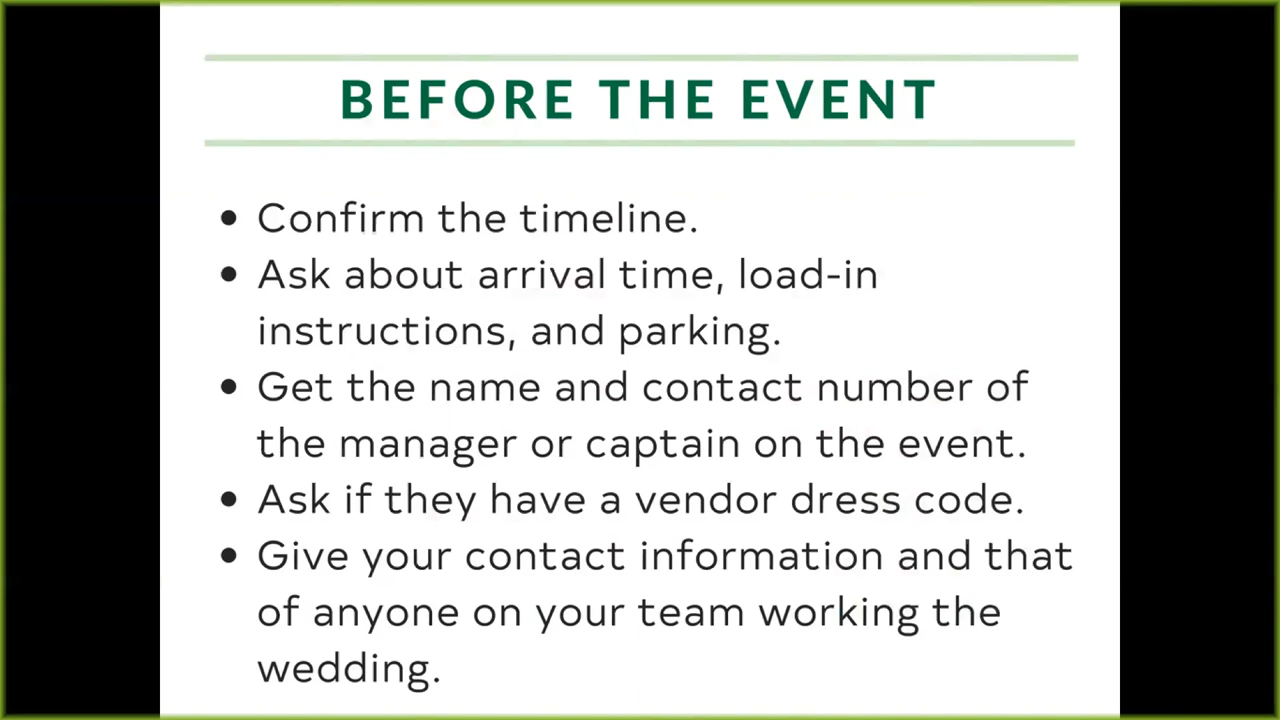 BEFORE THE EVENT
• Confirm the timeline.
• Ask about arrival time, load-in
instructions, and parking.
• Get the name and contact number of
the manager or captain on the event.
• Ask if they have a vendor dress code.
• Give your contact information and that
of anyone on your team working the
wedding.